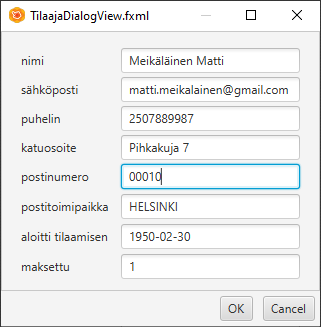 TilaajaDialogView.fxml
nimi Meikäläinen Matti
sähköposti matti.meikalainen@gmail.com
puhelin 2507889987
katuosoite Pihkakuja 7
postinumero 00010
postitoimipaikka HELSINKI
aloitti tilaamisen 1950-02-30
maksettu 1
OK Cancel